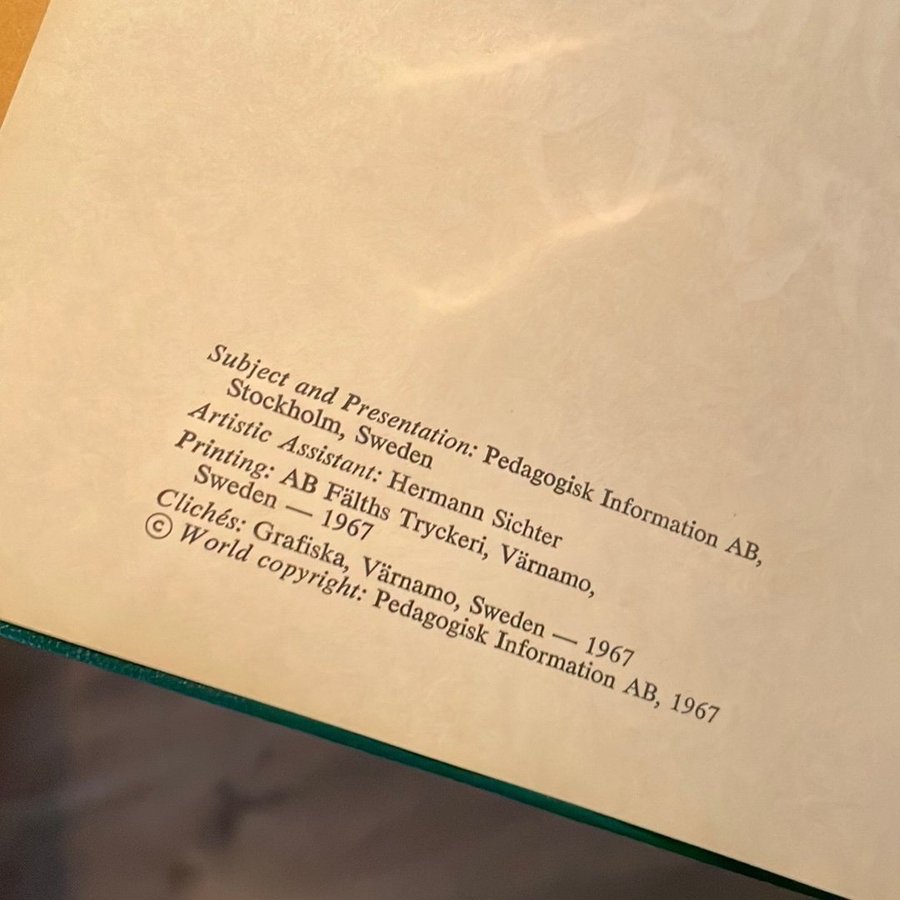 Subject and Presentation: Pedagogisk Information AB,
Stockholm, Sweden
Artistic Assistant: Hermann Sichter
Printing: AB Fälths Tryckeri, Värnamo,
Sweden — 1967
Clichés: Grafiska, Värnamo, Sweden — 1967
© World copyright: Pedagogisk Information AB, 1967